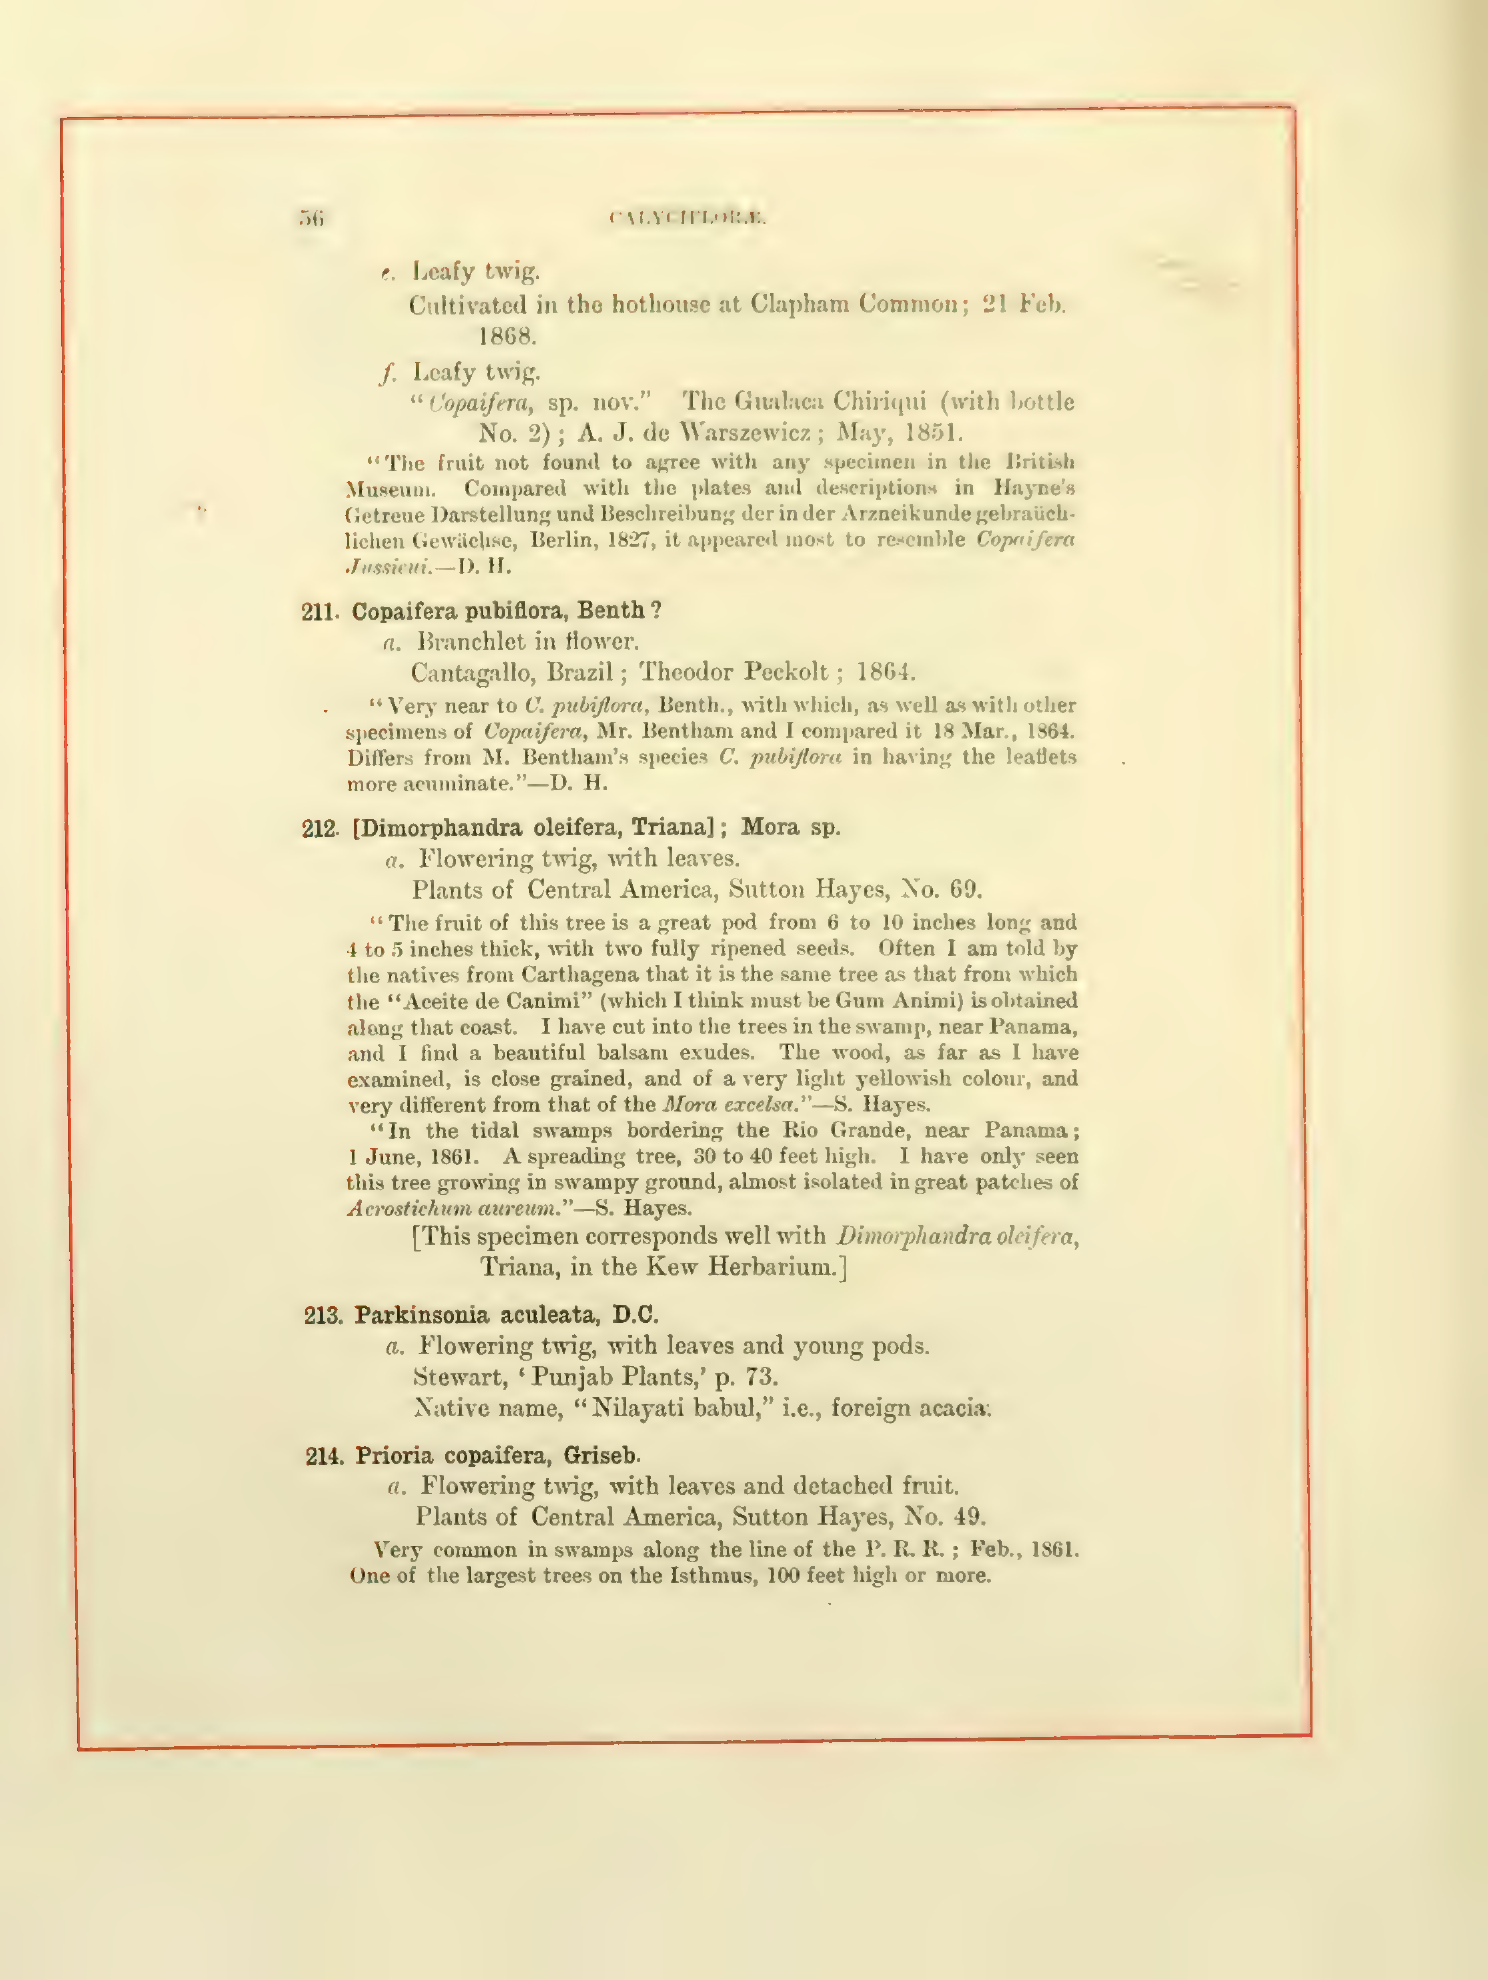 56
CALYCIFLORÆ.
e. Leafy twig.
Cultivated in the hothouse at Clapham Common; 21 Feb.
1868.
f. Leafy twig.
"Copaifera, sp. nov." The Gualaca Chiriqui (with bottle
No. 2); A. J. de Warszewicz; May, 1851.
"The fruit not found to agree with any specimen in the British
Museum. Compared with the plates and descriptions in Hayne's
Getreue Darstellung und Beschreibung der in der Arzneikunde gebraüch-
lichen Gewächse, Berlin, 1827, it appeared most to resemble Copaifera
Jussieui.—D. H.
211. Copaifera pubiflora, Benth?
a. Branchlet in flower.
Cantagallo, Brazil; Theodor Peckolt; 1864.
"Very near to C. pubiflora, Benth., with which, as well as with other
specimens of Copaifera, Mr. Bentham and I compared it 18 Mar., 1864.
Differs from M. Bentham's species C. pubiflora in having the leaflets
more acuminate."—D. H.
212. [Dimorphandra oleifera, Triana]; Mora sp.
a. Flowering twig, with leaves.
Plants of Central America, Sutton Hayes, No. 69.
"The fruit of this tree is a great pod from 6 to 10 inches long and
4 to 5 inches thick, with two fully ripened seeds. Often I am told by
the natives from Carthagena that it is the same tree as that from which
the "Aceite de Canimi" (which I think must be Gum Animi) is obtained
along that coast. I have cut into the trees in the swamp, near Panama,
and I find a beautiful balsam exudes. The wood, as far as I have
examined, is close grained, and of a very light yellowish colour, and
very different from that of the Mora excelsa."—S. Hayes.
"In the tidal swamps bordering the Rio Grande, near Panama;
1 June, 1861. A spreading tree, 30 to 40 feet high. I have only seen
this tree growing in swampy ground, almost isolated in great patches of
Acrostichum aureum."—S. Hayes.
[This specimen corresponds well with Dimorphandra oleifera,
Triana, in the Kew Herbarium.]
213. Parkinsonia aculeata, D.C.
a. Flowering twig, with leaves and young pods.
Stewart, 'Punjab Plants,' p. 73.
Native name, "Nilayati babul," i.e., foreign acacia.
214. Prioria copaifera, Griseb.
a. Flowering twig, with leaves and detached fruit.
Plants of Central America, Sutton Hayes, No. 49.
Very common in swamps along the line of the P. R. R.; Feb., 1861.
One of the largest trees on the Isthmus, 100 feet high or more.